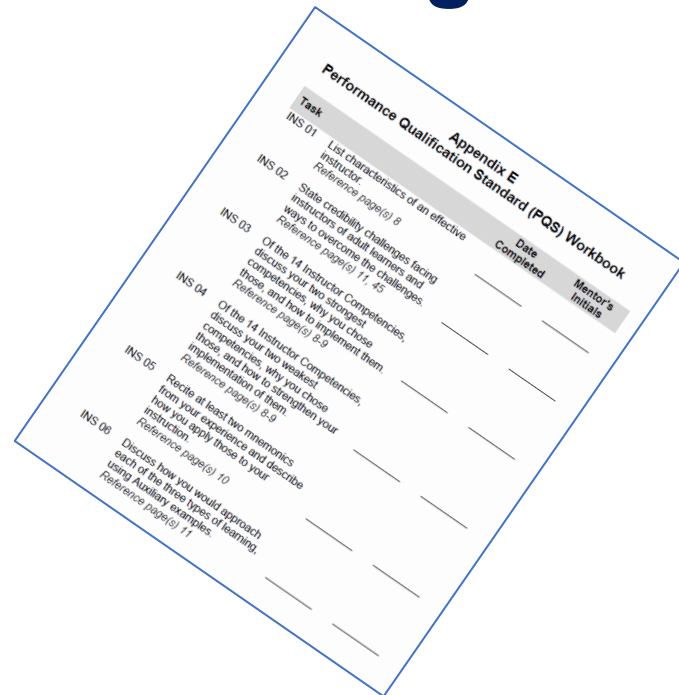 Appendix E
Performance Qualification Standard (PQS) Workbook
Task
Date
Completed
Mentor's
Initials
INS 01
List characteristics of an effective
instructor.
Reference page(s) 8
INS 02
State credibility challenges facing
instructors of adult learners and
ways to overcome the challenges.
Reference page(s) 11, 45
INS 03
Of the 14 Instructor Competencies,
discuss your two strongest
competencies, why you chose
those, and how to implement them.
Reference page(s) 8-9
INS 04
Of the 14 Instructor Competencies,
discuss your two weakest
competencies, why you chose
those, and how to strengthen your
implementation of them.
Reference page(s) 8-9
INS 05
Recite at least two mnemonics
from your experience and describe
how you apply those to your
instruction.
Reference page(s) 10
INS 06
Discuss how you would approach
each of the three types of learning,
using Auxiliary examples.
Reference page(s) 11